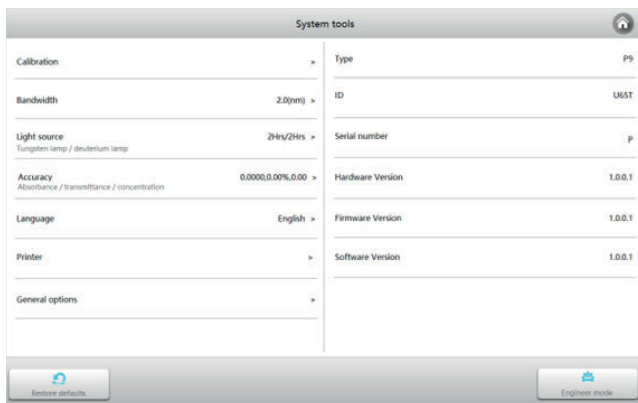 System tools
Calibration >
Bandwidth 2.0(nm) >
Light source 2Hrs/2Hrs >
Tungsten lamp / deuterium lamp
Accuracy 0.0000,0.00%,0.00 >
Absorbance / transmittance / concentration
Language English >
Printer >
General options >
Type P9
ID U65T
Serial number P
Hardware Version 1.0.0.1
Firmware Version 1.0.0.1
Software Version 1.0.0.1
Restore defaults
Engineer mode